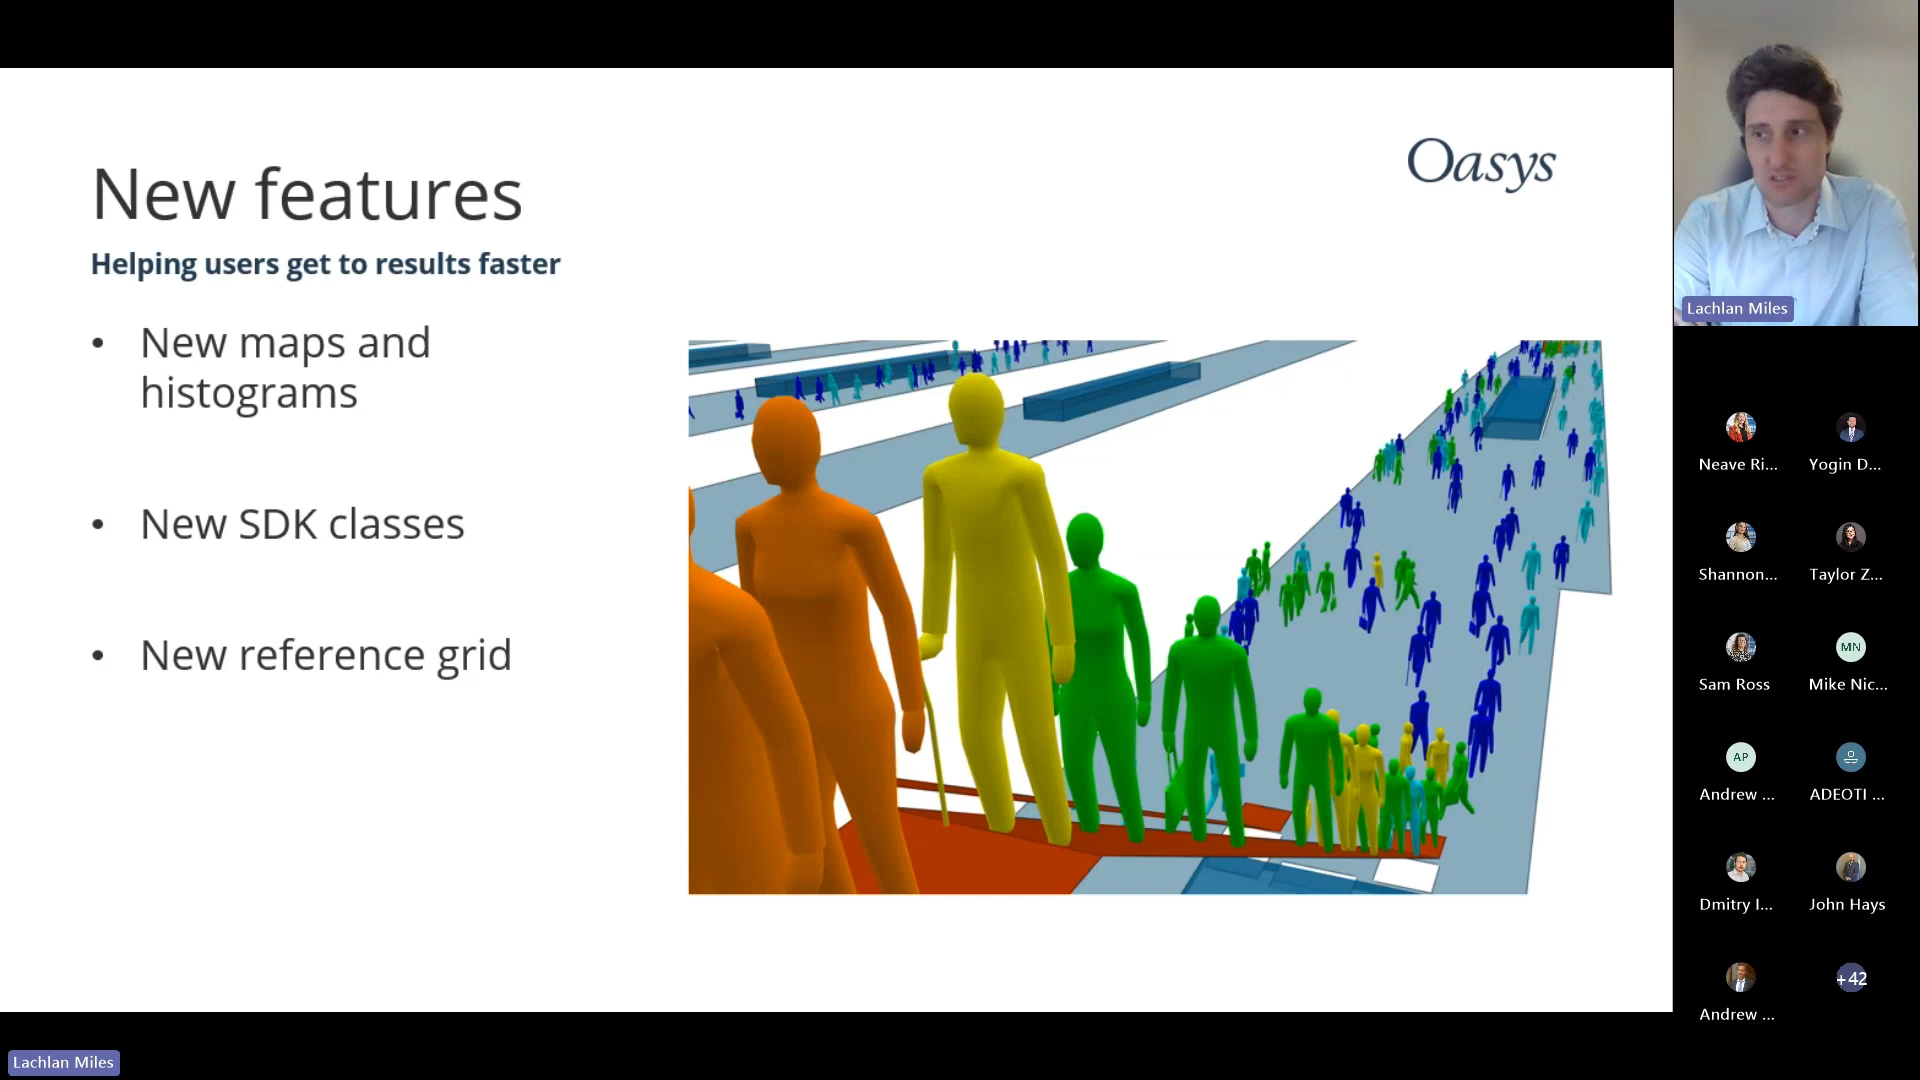 Oasys
New features
Helping users get to results faster
• New maps and
histograms
• New SDK classes
• New reference grid
Lachlan Miles
Neave Ri...
Yogin D...
Shannon...
Taylor Z...
Sam Ross
MN
Mike Nic...
AP
Andrew ...
ADEOTI ...
Dmitry I...
John Hays
Andrew ...
+42
Lachlan Miles